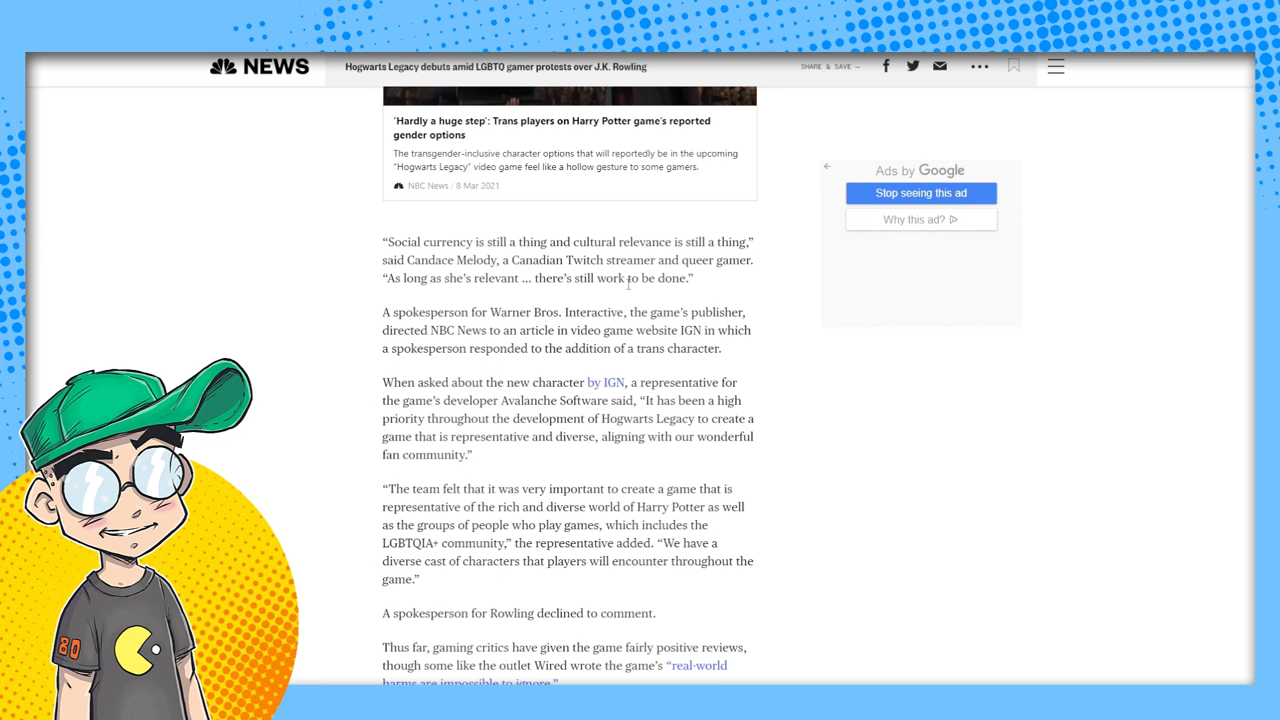 NEWS
Hogwarts Legacy debuts amid LGBTQ gamer protests over J.K. Rowling
SHARE & SAVE —
'Hardly a huge step': Trans players on Harry Potter game's reported
gender options
The transgender-inclusive character options that will reportedly be in the upcoming
"Hogwarts Legacy" video game feel like a hollow gesture to some gamers.
NBC News / 8 Mar 2021
Ads by Google
Stop seeing this ad
Why this ad?
“Social currency is still a thing and cultural relevance is still a thing,”
said Candace Melody, a Canadian Twitch streamer and queer gamer.
“As long as she’s relevant ... there’s still work to be done.”
A spokesperson for Warner Bros. Interactive, the game’s publisher,
directed NBC News to an article in video game website IGN in which
a spokesperson responded to the addition of a trans character.
When asked about the new character by IGN, a representative for
the game’s developer Avalanche Software said, “It has been a high
priority throughout the development of Hogwarts Legacy to create a
game that is representative and diverse, aligning with our wonderful
fan community.”
“The team felt that it was very important to create a game that is
representative of the rich and diverse world of Harry Potter as well
as the groups of people who play games, which includes the
LGBTQIA+ community,” the representative added. “We have a
diverse cast of characters that players will encounter throughout the
game.”
A spokesperson for Rowling declined to comment.
Thus far, gaming critics have given the game fairly positive reviews,
though some like the outlet Wired wrote the game’s “real-world
harms are impossible to ignore.”
80